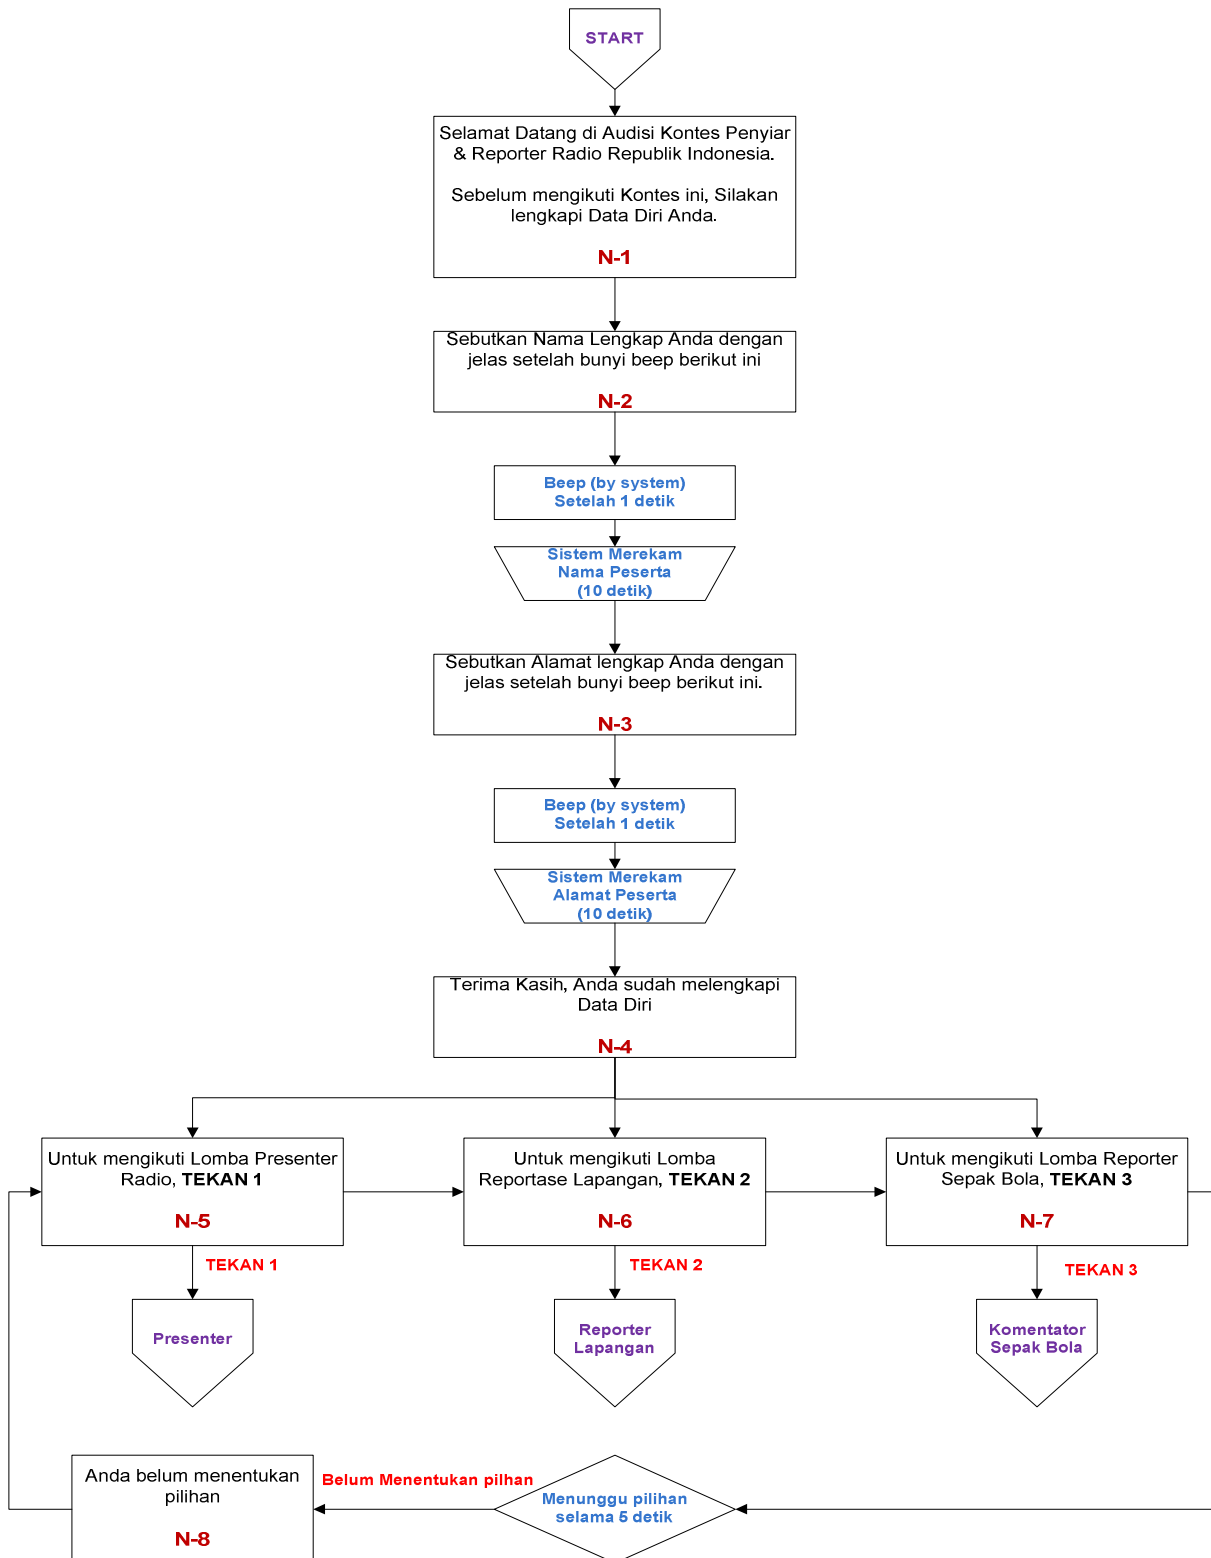 START
Selamat Datang di Audisi Kontes Penyiar
& Reporter Radio Republik Indonesia.
Sebelum mengikuti Kontes ini, Silakan
lengkapi Data Diri Anda.
N-1
Sebutkan Nama Lengkap Anda dengan
jelas setelah bunyi beep berikut ini
N-2
Beep (by system)
Setelah 1 detik
Sistem Merekam
Nama Peserta
(10 detik)
Sebutkan Alamat lengkap Anda dengan
jelas setelah bunyi beep berikut ini.
N-3
Beep (by system)
Setelah 1 detik
Sistem Merekam
Alamat Peserta
(10 detik)
Terima Kasih, Anda sudah melengkapi
Data Diri
N-4
Untuk mengikuti Lomba Presenter
Radio, TEKAN 1
N-5
Untuk mengikuti Lomba
Reportase Lapangan, TEKAN 2
N-6
Untuk mengikuti Lomba Reporter
Sepak Bola, TEKAN 3
N-7
TEKAN 1
TEKAN 2
TEKAN 3
Presenter
Reporter
Lapangan
Komentator
Sepak Bola
Anda belum menentukan
pilihan
N-8
Belum Menentukan pilhan
Menunggu pilihan
selama 5 detik